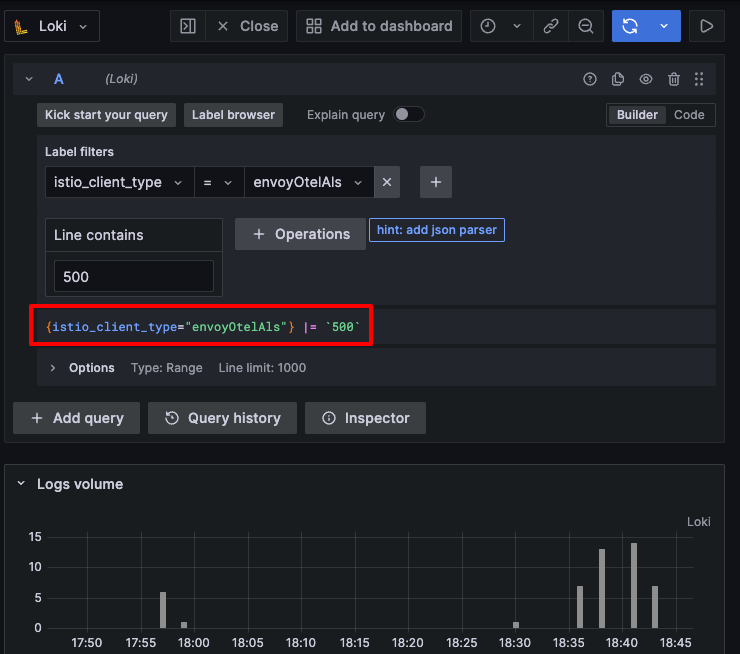 Loki Close Add to dashboard
A (Loki)
Kick start your query Label browser Explain query Builder Code
Label filters
istio_client_type = envoyOtelAls
Line contains Operations hint: add json parser
500
{istio_client_type="envoyOtelAls"} |= `500`
Options Type: Range Line limit: 1000
+ Add query Query history Inspector
Logs volume
Loki
15
10
5
0
17:50 17:55 18:00 18:05 18:10 18:15 18:20 18:25 18:30 18:35 18:40 18:45